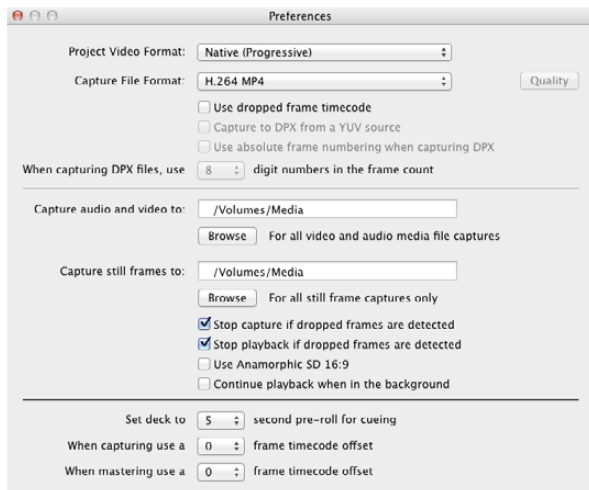 Preferences
Project Video Format: Native (Progressive)
Capture File Format: H.264 MP4 Quality
Use dropped frame timecode
Capture to DPX from a YUV source
Use absolute frame numbering when capturing DPX
When capturing DPX files, use 8 digit numbers in the frame count
Capture audio and video to: /Volumes/Media
Browse For all video and audio media file captures
Capture still frames to: /Volumes/Media
Browse For all still frame captures only
Stop capture if dropped frames are detected
Stop playback if dropped frames are detected
Use Anamorphic SD 16:9
Continue playback when in the background
Set deck to 5 second pre-roll for cueing
When capturing use a 0 frame timecode offset
When mastering use a 0 frame timecode offset